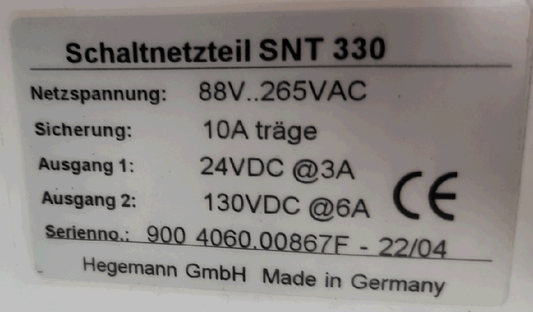 Schaltnetzteil SNT 330
Netzspannung: 88V..265VAC
Sicherung: 10A träge
Ausgang 1: 24VDC @3A
Ausgang 2: 130VDC @6A
CE
Serienno.: 900 4060.00867F - 22/04
Hegemann GmbH Made in Germany